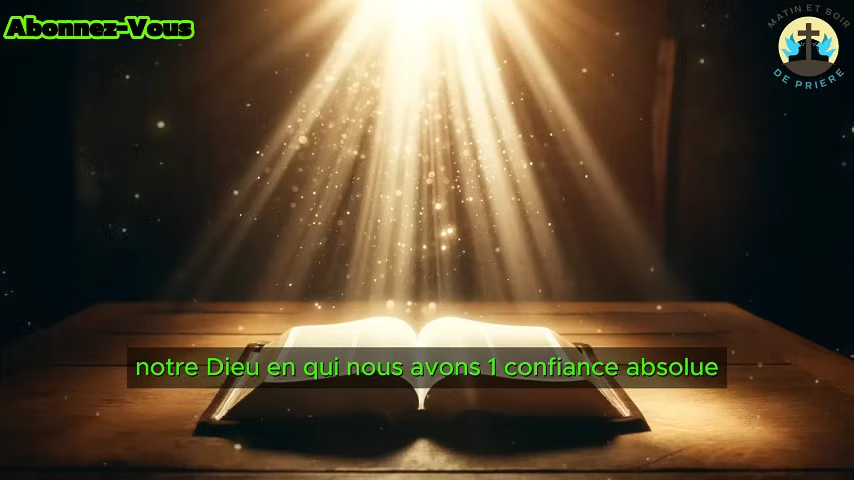 Abonnez-Vous
MATIN ET SOIR
DE PRIERE
notre Dieu en qui nous avons 1 confiance absolue